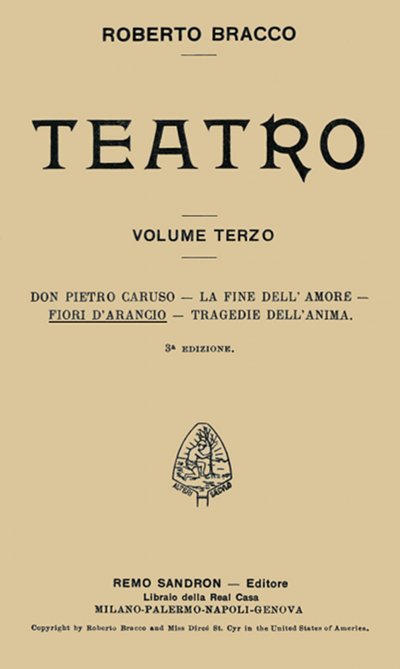 ROBERTO BRACCO
TEATRO
VOLUME TERZO
DON PIETRO CARUSO — LA FINE DELL' AMORE —
FIORI D'ARANCIO — TRAGEDIE DELL'ANIMA.
3ª EDIZIONE.
ALTERI SÆCULO
REMO SANDRON — Editore
Libraio della Real Casa
MILANO-PALERMO-NAPOLI-GENOVA
Copyright by Roberto Bracco and Miss Dircé St. Cyr in the United States of America.